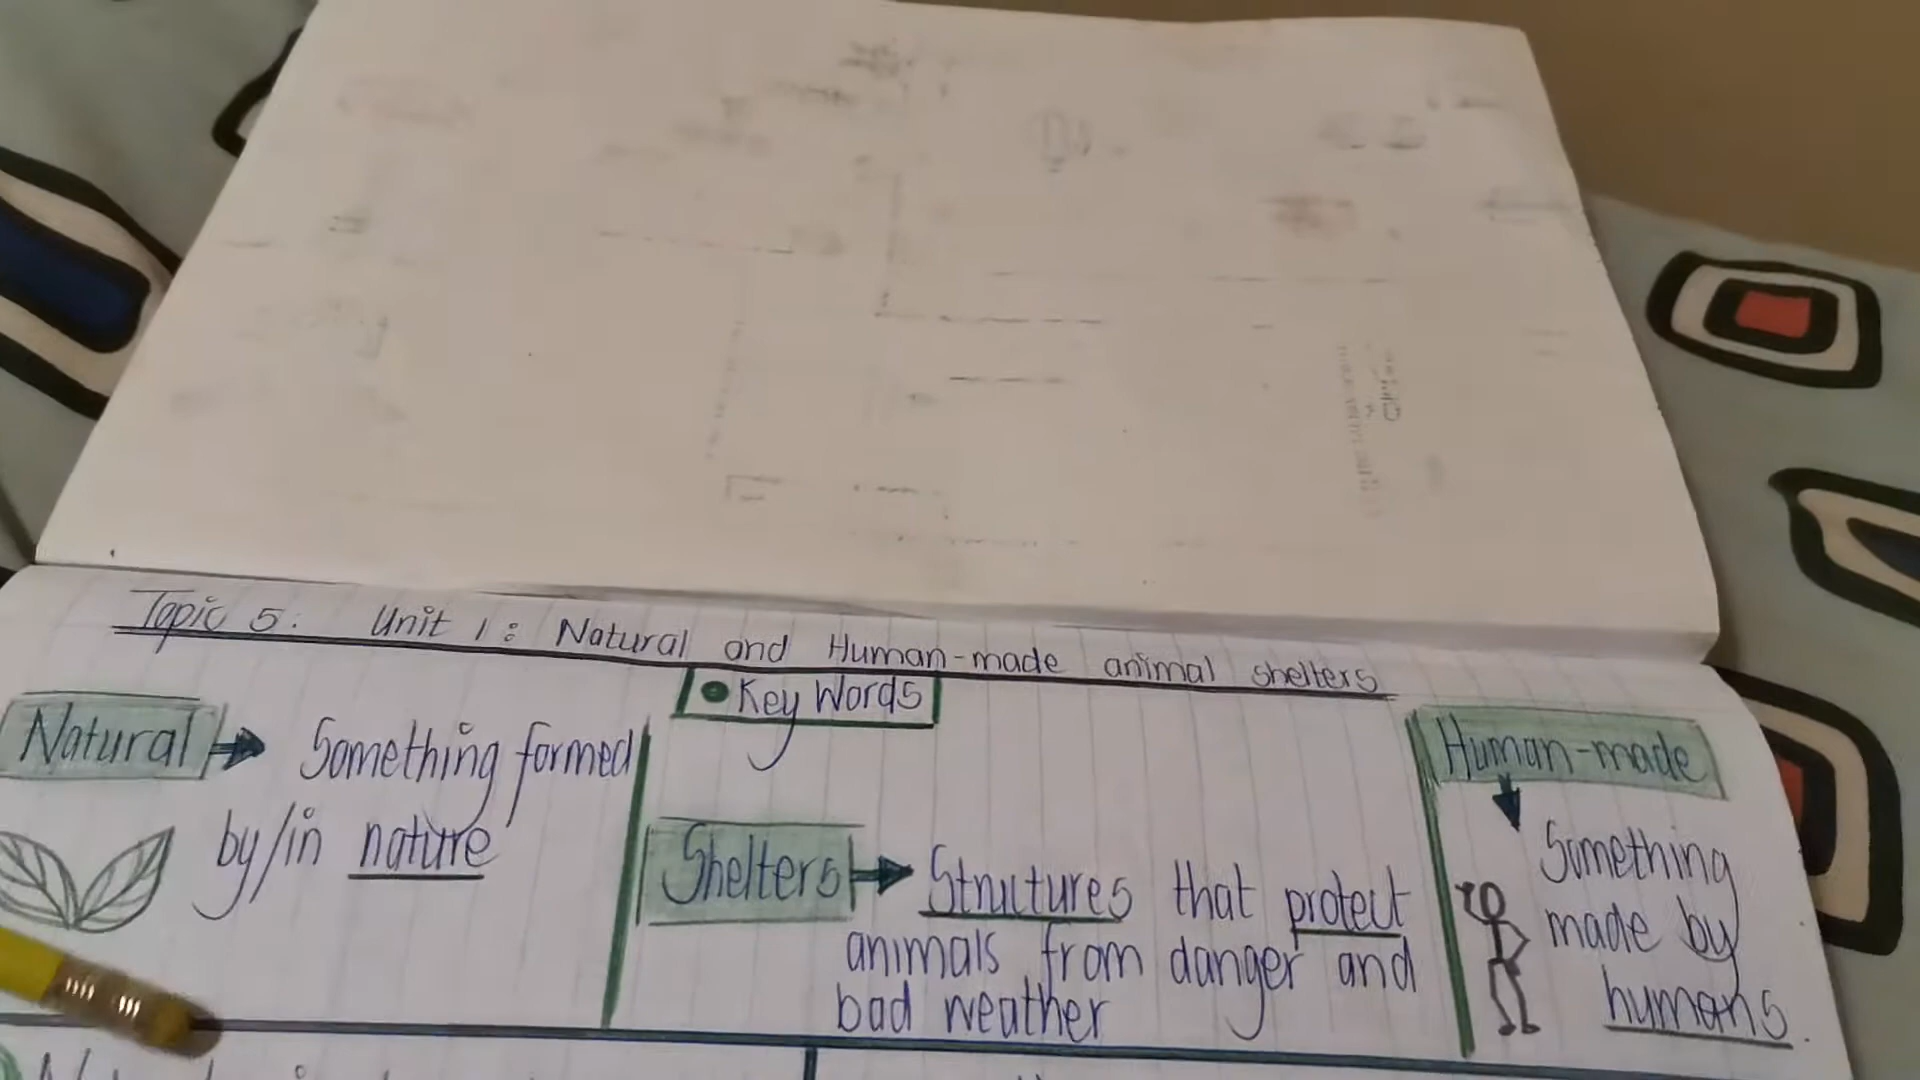 Topic 5: Unit 1: Natural and Human-made animal shelters
• Key Words
Natural → Something formed
by/in nature
Shelters → Structures that protect
animals from danger and
bad weather
Human-made
Something
made by
humans.